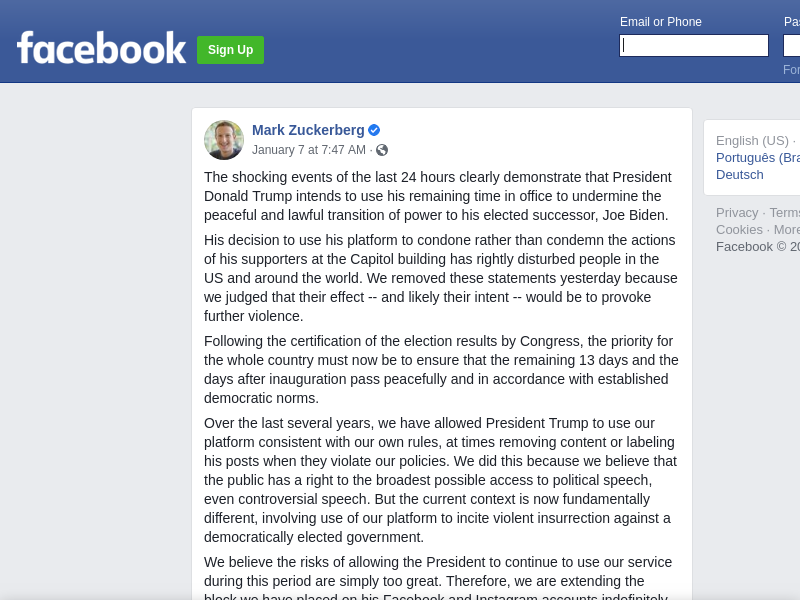 facebook
Sign Up
Email or Phone
Mark Zuckerberg
January 7 at 7:47 AM ·
The shocking events of the last 24 hours clearly demonstrate that President
Donald Trump intends to use his remaining time in office to undermine the
peaceful and lawful transition of power to his elected successor, Joe Biden.
His decision to use his platform to condone rather than condemn the actions
of his supporters at the Capitol building has rightly disturbed people in the
US and around the world. We removed these statements yesterday because
we judged that their effect -- and likely their intent -- would be to provoke
further violence.
Following the certification of the election results by Congress, the priority for
the whole country must now be to ensure that the remaining 13 days and the
days after inauguration pass peacefully and in accordance with established
democratic norms.
Over the last several years, we have allowed President Trump to use our
platform consistent with our own rules, at times removing content or labeling
his posts when they violate our policies. We did this because we believe that
the public has a right to the broadest possible access to political speech,
even controversial speech. But the current context is now fundamentally
different, involving use of our platform to incite violent insurrection against a
democratically elected government.
We believe the risks of allowing the President to continue to use our service
during this period are simply too great. Therefore, we are extending the
block we have placed on his Facebook and Instagram accounts indefinitely
English (US) ·
Português (Bra
Deutsch
Privacy · Terms
Cookies · More
Facebook © 20